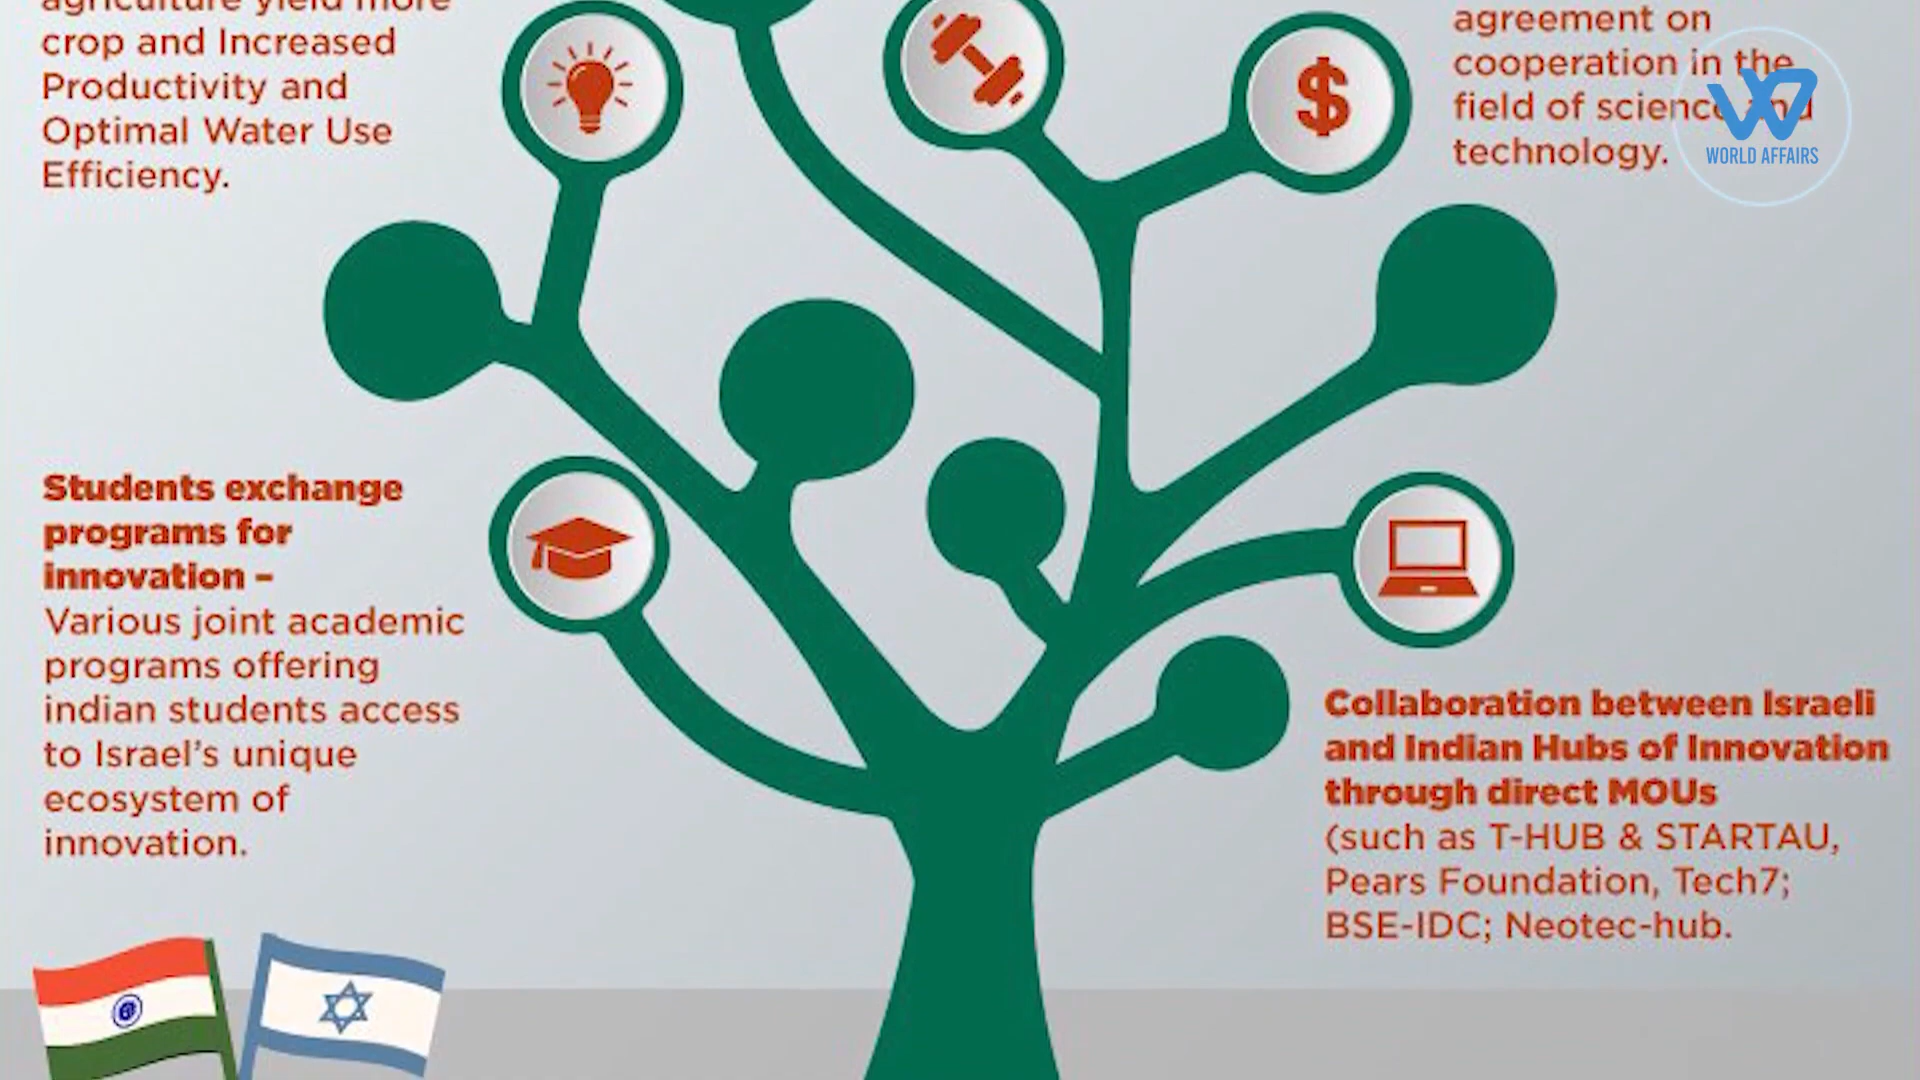 agriculture yield more
crop and Increased
Productivity and
Optimal Water Use
Efficiency.
agreement on
cooperation in the
field of science and
technology.
WORLD AFFAIRS
Students exchange
programs for
innovation –
Various joint academic
programs offering
indian students access
to Israel’s unique
ecosystem of
innovation.
Collaboration between Israeli
and Indian Hubs of Innovation
through direct MOUs
(such as T-HUB & STARTAU,
Pears Foundation, Tech7;
BSE-IDC; Neotec-hub.